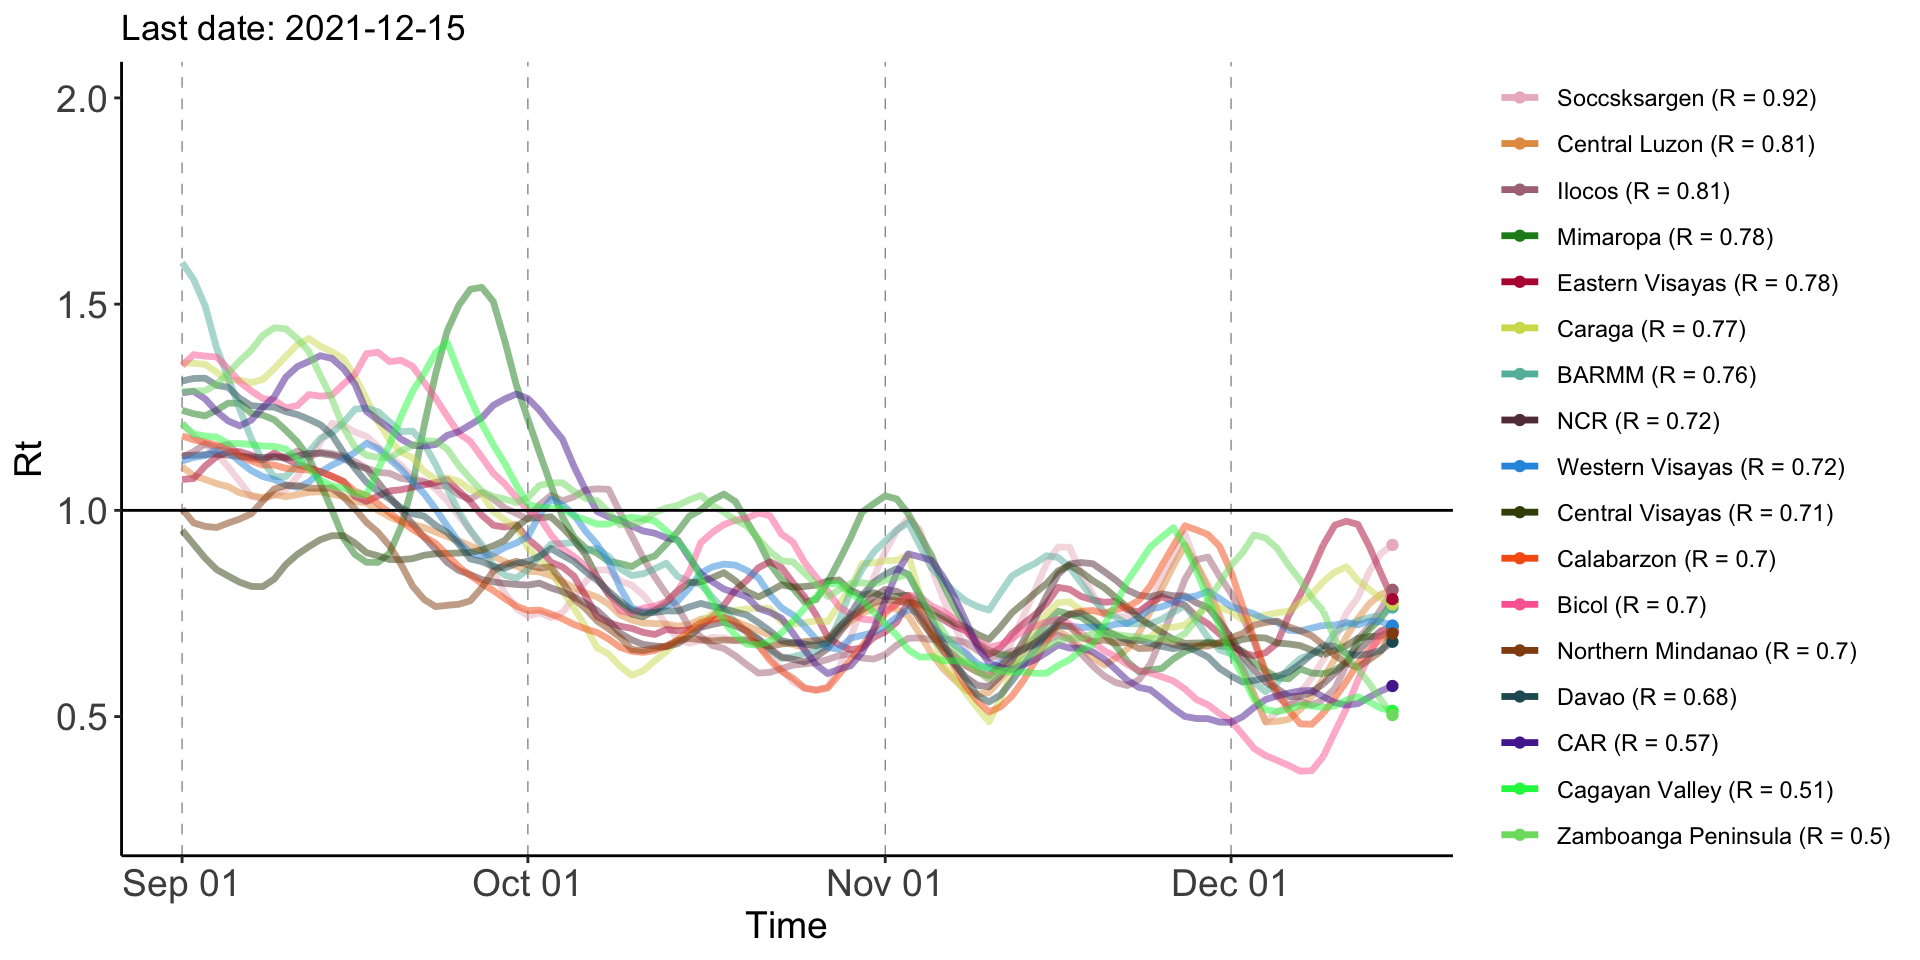 Last date: 2021-12-15
2.0
1.5
1.0
0.5
Rt
Sep 01
Oct 01
Nov 01
Dec 01
Time
Soccsksargen (R = 0.92)
Central Luzon (R = 0.81)
Ilocos (R = 0.81)
Mimaropa (R = 0.78)
Eastern Visayas (R = 0.78)
Caraga (R = 0.77)
BARMM (R = 0.76)
NCR (R = 0.72)
Western Visayas (R = 0.72)
Central Visayas (R = 0.71)
Calabarzon (R = 0.7)
Bicol (R = 0.7)
Northern Mindanao (R = 0.7)
Davao (R = 0.68)
CAR (R = 0.57)
Cagayan Valley (R = 0.51)
Zamboanga Peninsula (R = 0.5)